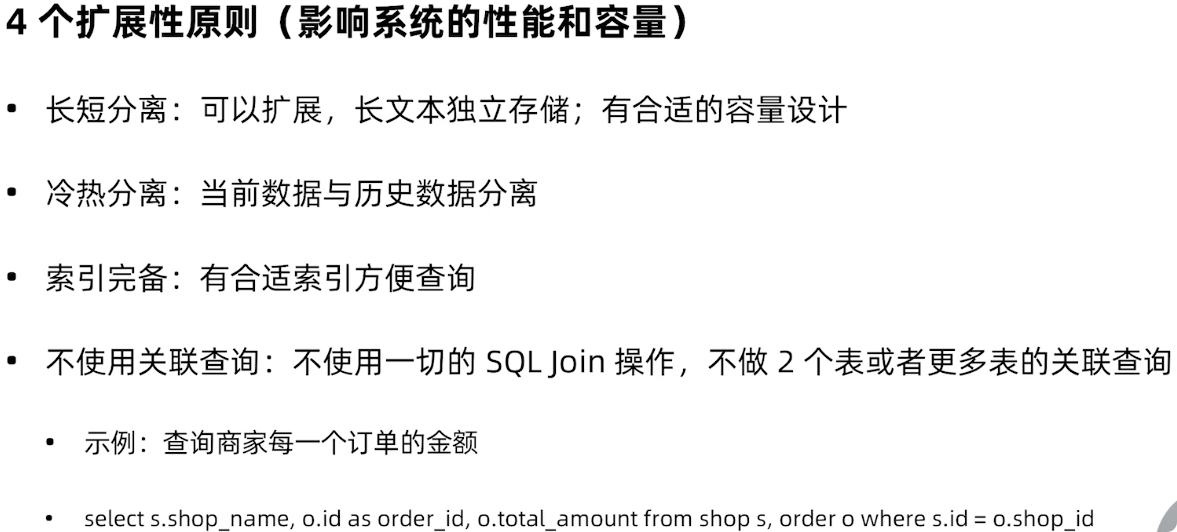 4 个扩展性原则（影响系统的性能和容量）
• 长短分离：可以扩展，长文本独立存储；有合适的容量设计
• 冷热分离：当前数据与历史数据分离
• 索引完备：有合适索引方便查询
• 不使用关联查询：不使用一切的 SQL Join 操作，不做 2 个表或者更多表的关联查询
• 示例：查询商家每一个订单的金额
• select s.shop_name, o.id as order_id, o.total_amount from shop s, order o where s.id = o.shop_id